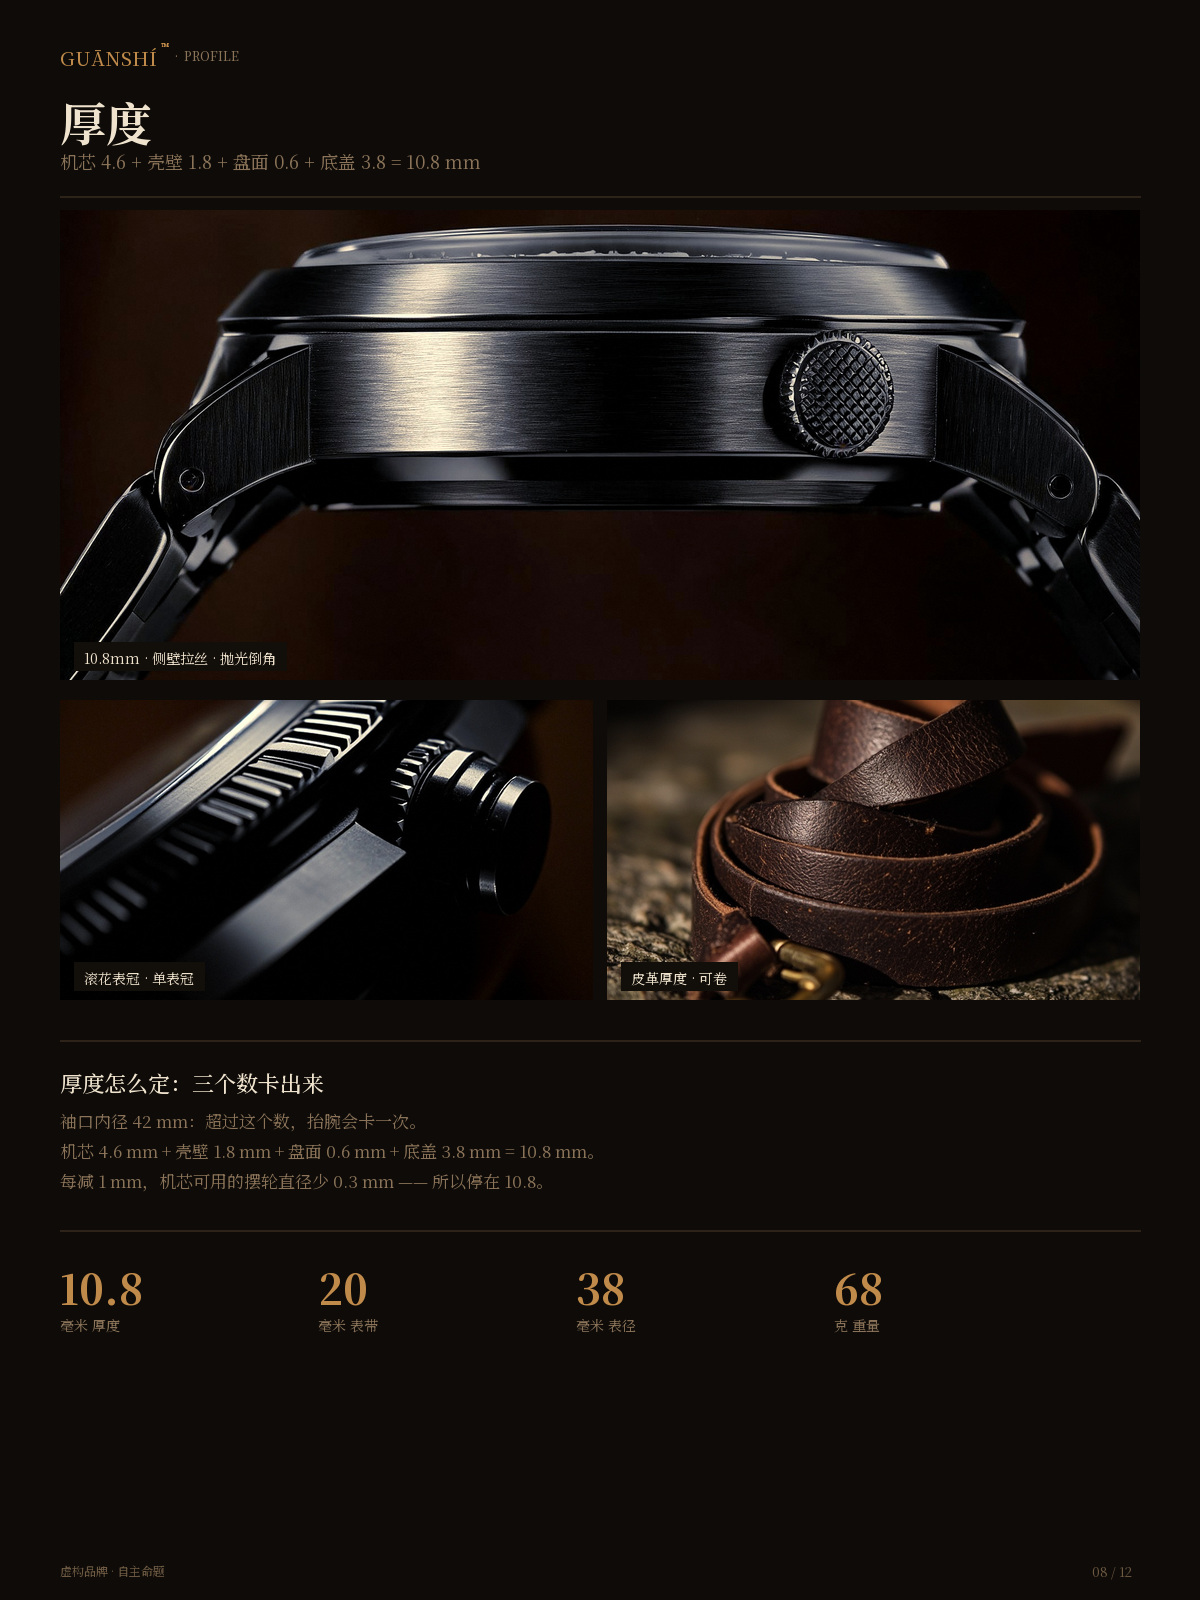 GUĀNSHÍ™ · PROFILE
厚度
机芯 4.6 + 壳壁 1.8 + 盘面 0.6 + 底盖 3.8 = 10.8 mm
10.8mm · 侧壁拉丝 · 抛光倒角
滚花表冠 · 单表冠
皮革厚度 · 可卷
厚度怎么定：三个数卡出来
袖口内径 42 mm：超过这个数，抬腕会卡一次。
机芯 4.6 mm + 壳壁 1.8 mm + 盘面 0.6 mm + 底盖 3.8 mm = 10.8 mm。
每减 1 mm，机芯可用的摆轮直径少 0.3 mm —— 所以停在 10.8。
10.8 20 38 68
毫米 厚度 毫米 表带 毫米 表径 克 重量
虚构品牌 · 自主命题 08 / 12